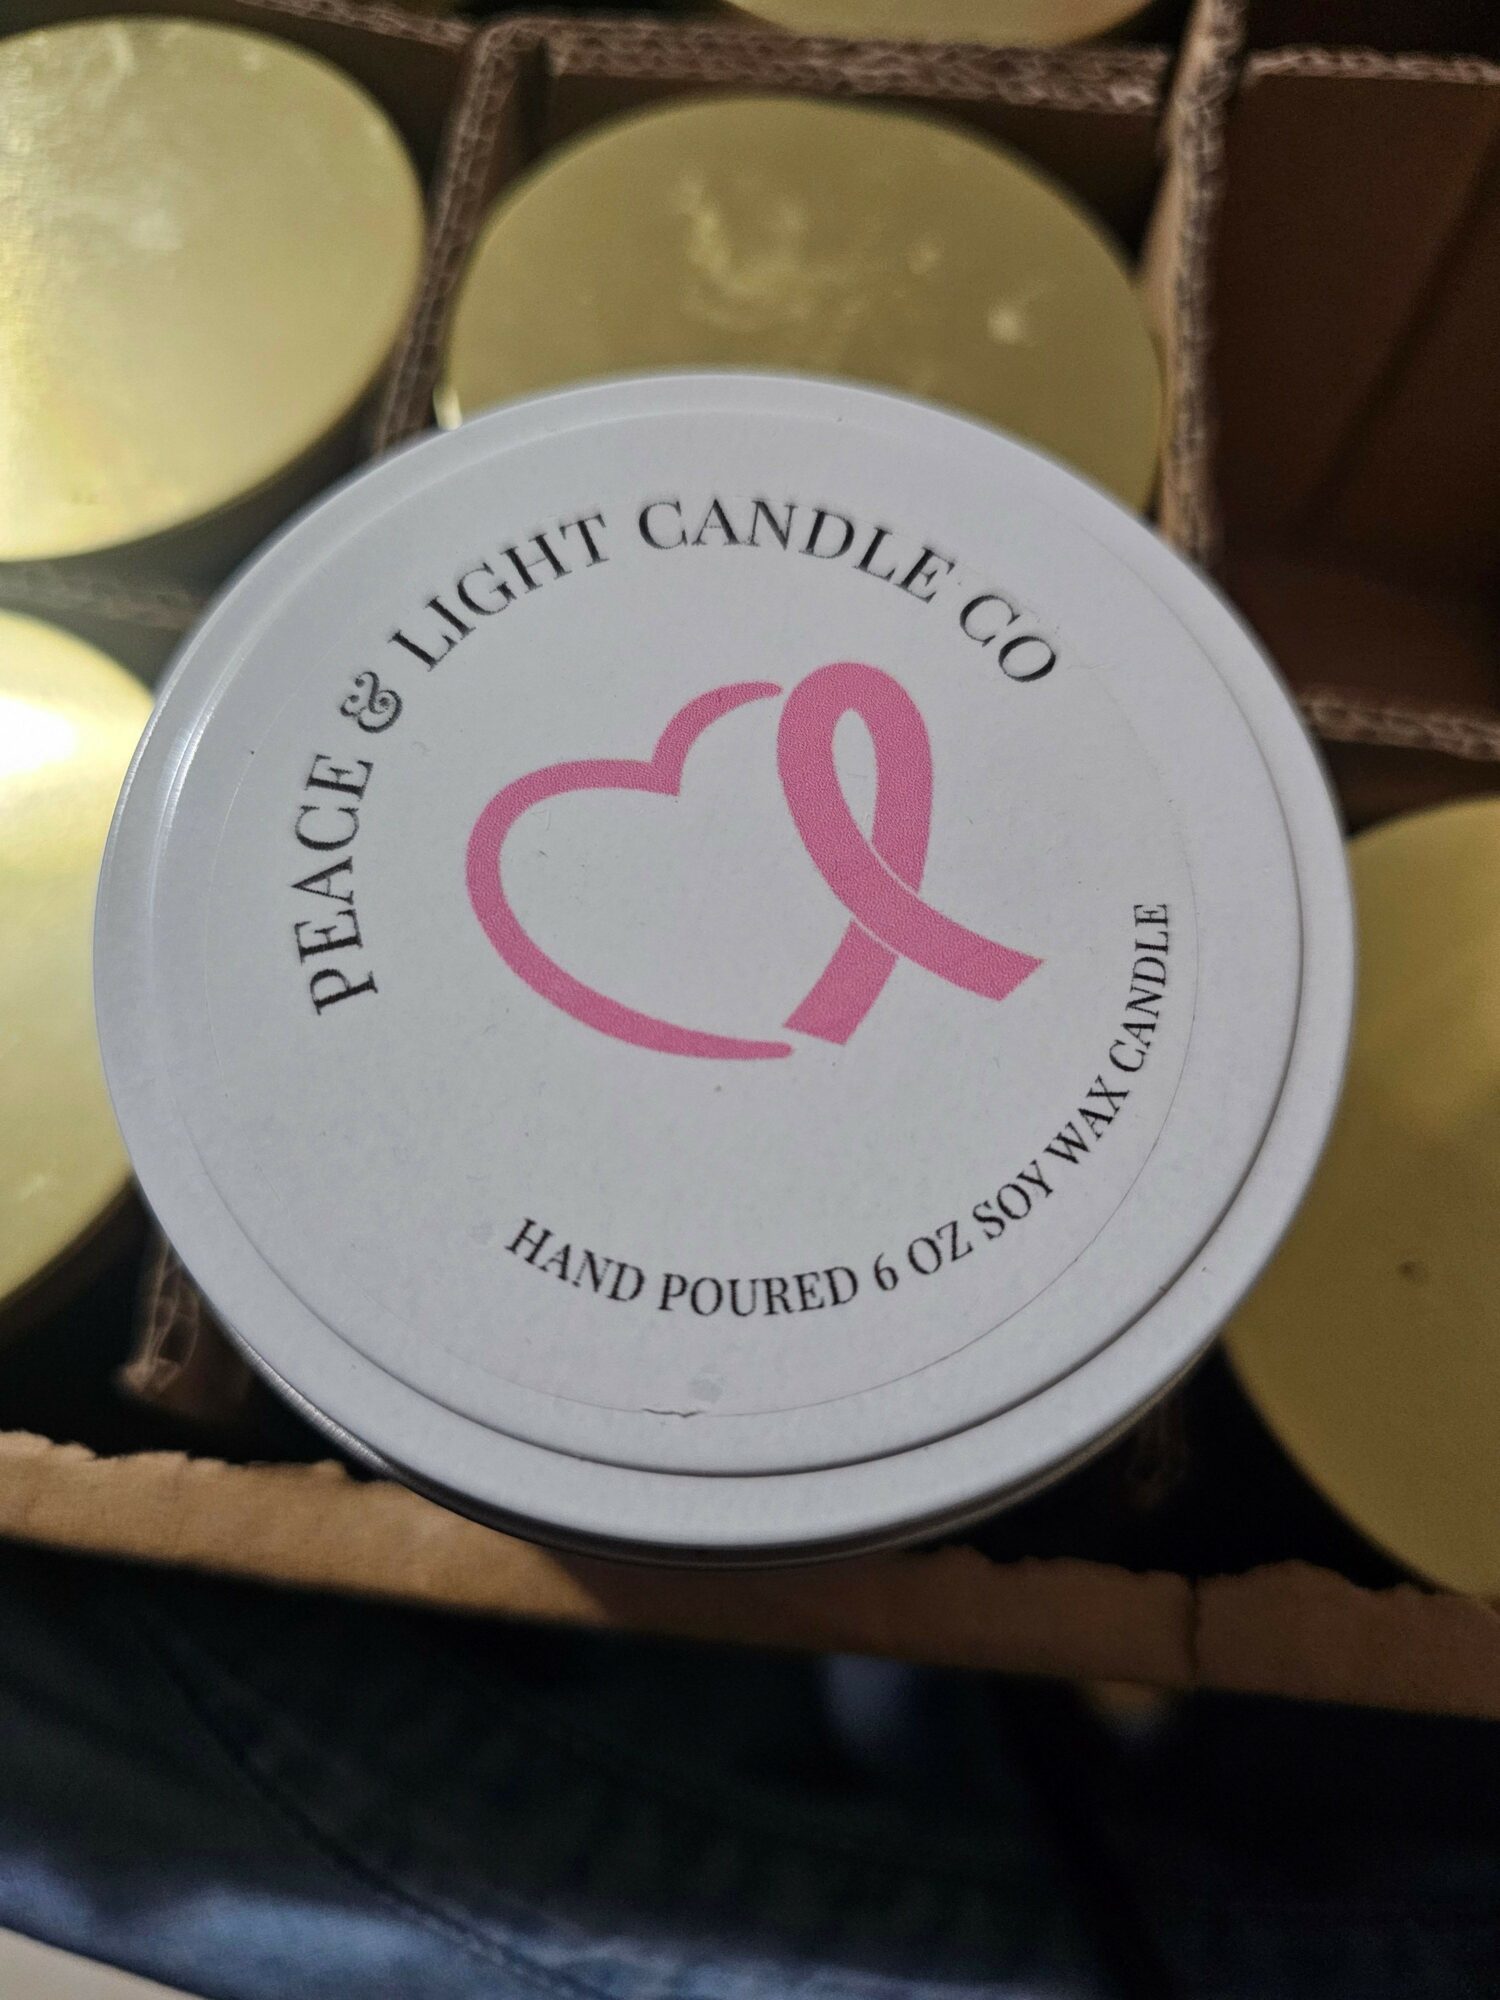 PEACE & LIGHT CANDLE CO
HAND POURED 6 OZ SOY WAX CANDLE